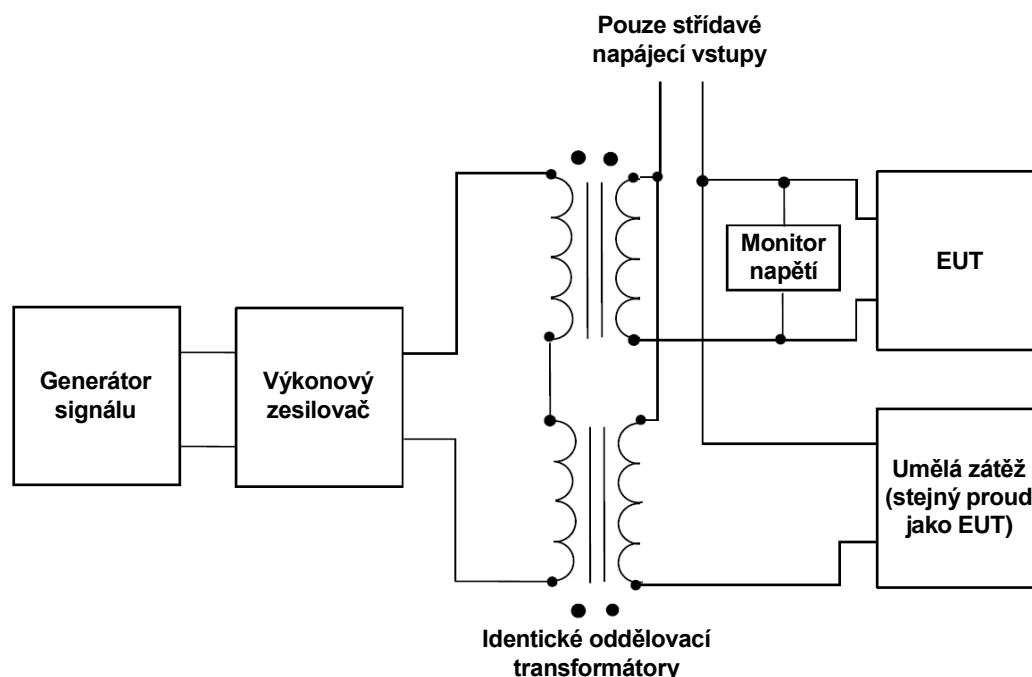 Pouze střídavé
napájecí vstupy
Monitor
napětí
EUT
Generátor
signálu
Výkonový
zesilovač
Umělá zátěž
(stejný proud
jako EUT)
Identické oddělovací
transformátory